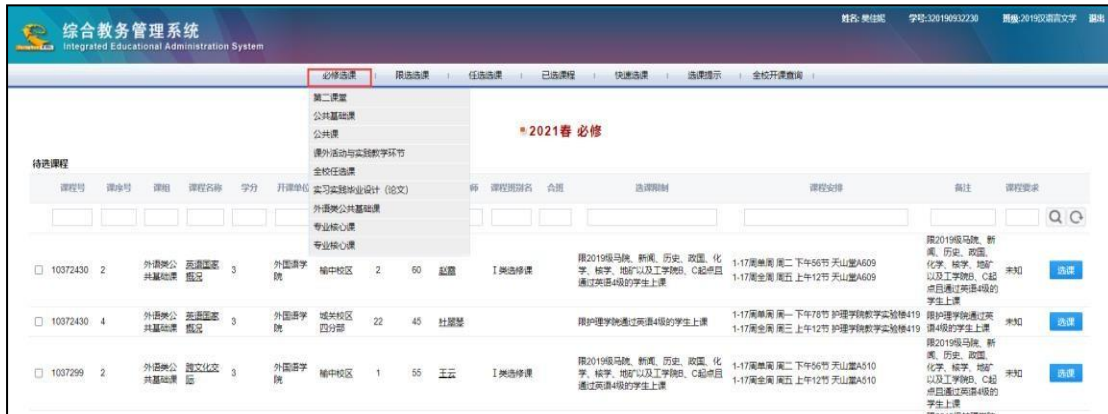 综合教务管理系统
Integrated Educational Administration System
姓名:樊佳妮 学号:320190932230 班级:2019汉语言文学 退出
必修选课 限选选课 任选选课 已选课程 快速选课 选课提示 全校开课查询
第二课堂
公共基础课
公共课
课外活动与实践教学环节
全校任选课
实习实践毕业设计(论文)
外语类公共基础课
专业核心课
专业核心课
2021春 必修
待选课程
课程号 课序号 课组 课程名称 学分 开课单位 师 课程班别名 合班 选课限制 课程安排 备注 课程要求
10372430 2 外语类公共基础课 英语国家概况 3 外国语学院 榆中校区 2 60 赵霞 I类选修课 限2019级马院、新闻、历史、政国、化学、核学、地矿以及工学院B、C起点且通过英语4级的学生上课 1-17周单周 周二 下午56节 天山堂A609 1-17周全周 周五 上午12节 天山堂A609 限2019级马院、新闻、历史、政国、化学、核学、地矿以及工学院B、C起点且通过英语4级的学生上课 未知 选课
10372430 4 外语类公共基础课 英语国家概况 3 外国语学院 城关校区四分部 22 45 杜丽琴 限护理学院通过英语4级的学生上课 1-17周单周 周一 下午78节 护理学院教学实验楼419 1-17周全周 周三 上午12节 护理学院教学实验楼419 限护理学院通过英语4级的学生上课 未知 选课
1037299 2 外语类公共基础课 跨文化交际 3 外国语学院 榆中校区 1 55 王云 I类选修课 限2019级马院、新闻、历史、政国、化学、核学、地矿以及工学院B、C起点且通过英语4级的学生上课 1-17周单周 周二 下午56节 天山堂A510 1-17周全周 周五 上午12节 天山堂A510 限2019级马院、新闻、历史、政国、化学、核学、地矿以及工学院B、C起点且通过英语4级的学生上课 未知 选课